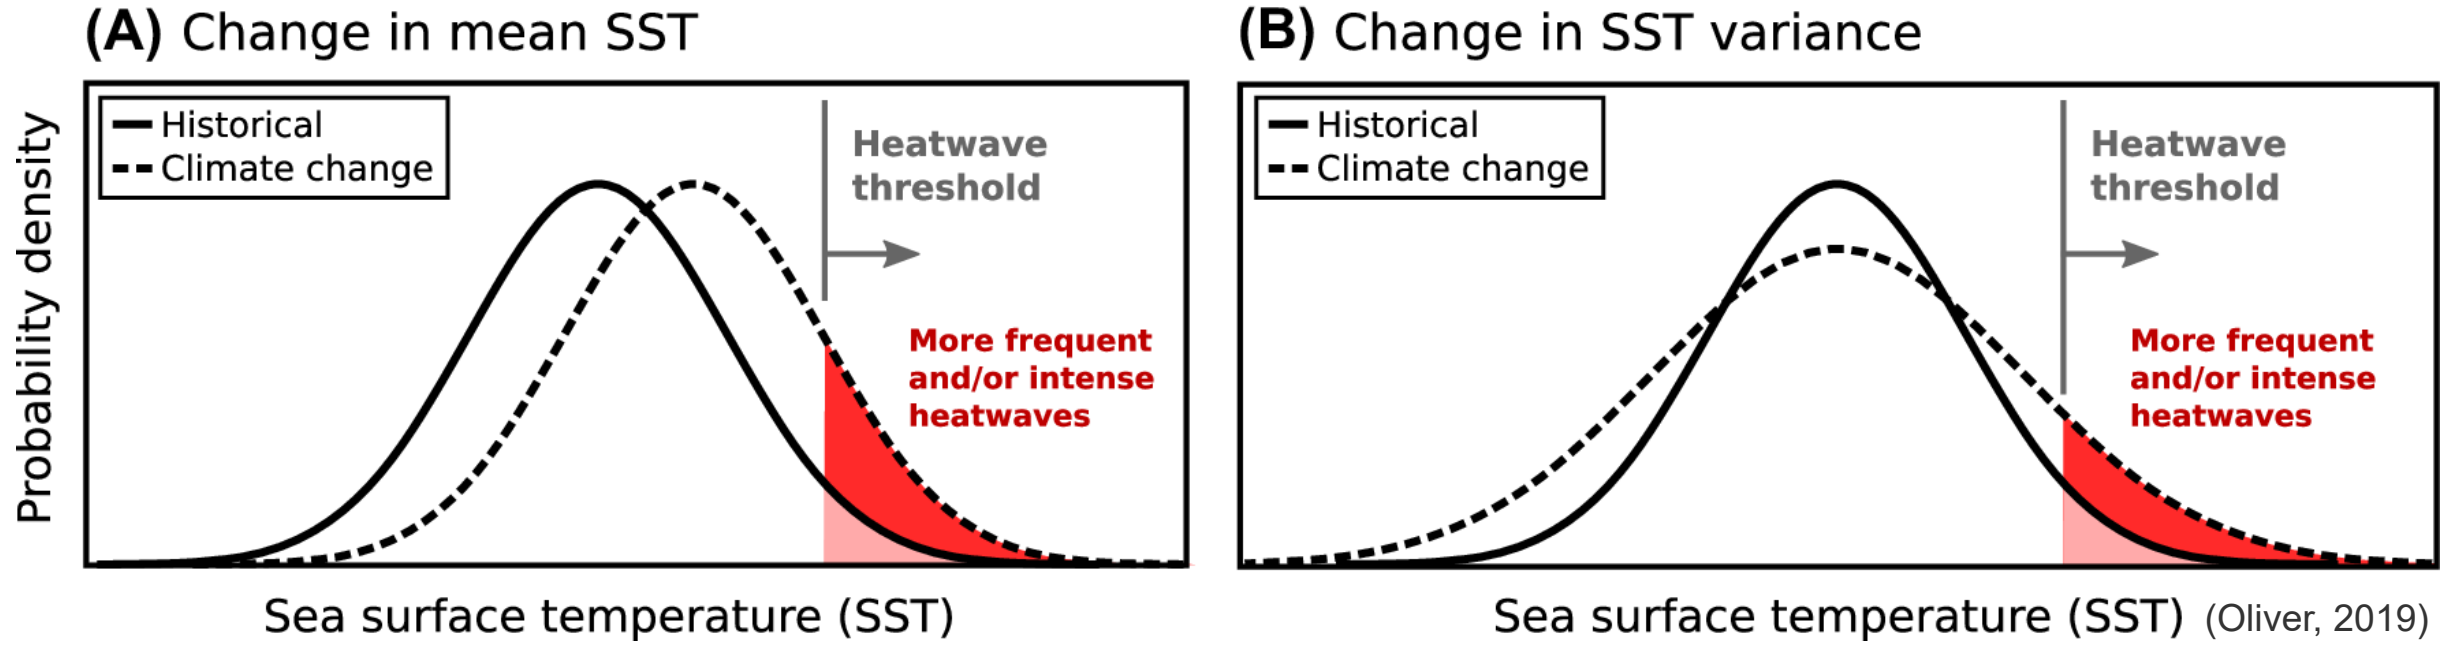 (A) Change in mean SST
Historical
Climate change
Heatwave
threshold
More frequent
and/or intense
heatwaves
Probability density
Sea surface temperature (SST)
(B) Change in SST variance
Historical
Climate change
Heatwave
threshold
More frequent
and/or intense
heatwaves
Sea surface temperature (SST) (Oliver, 2019)